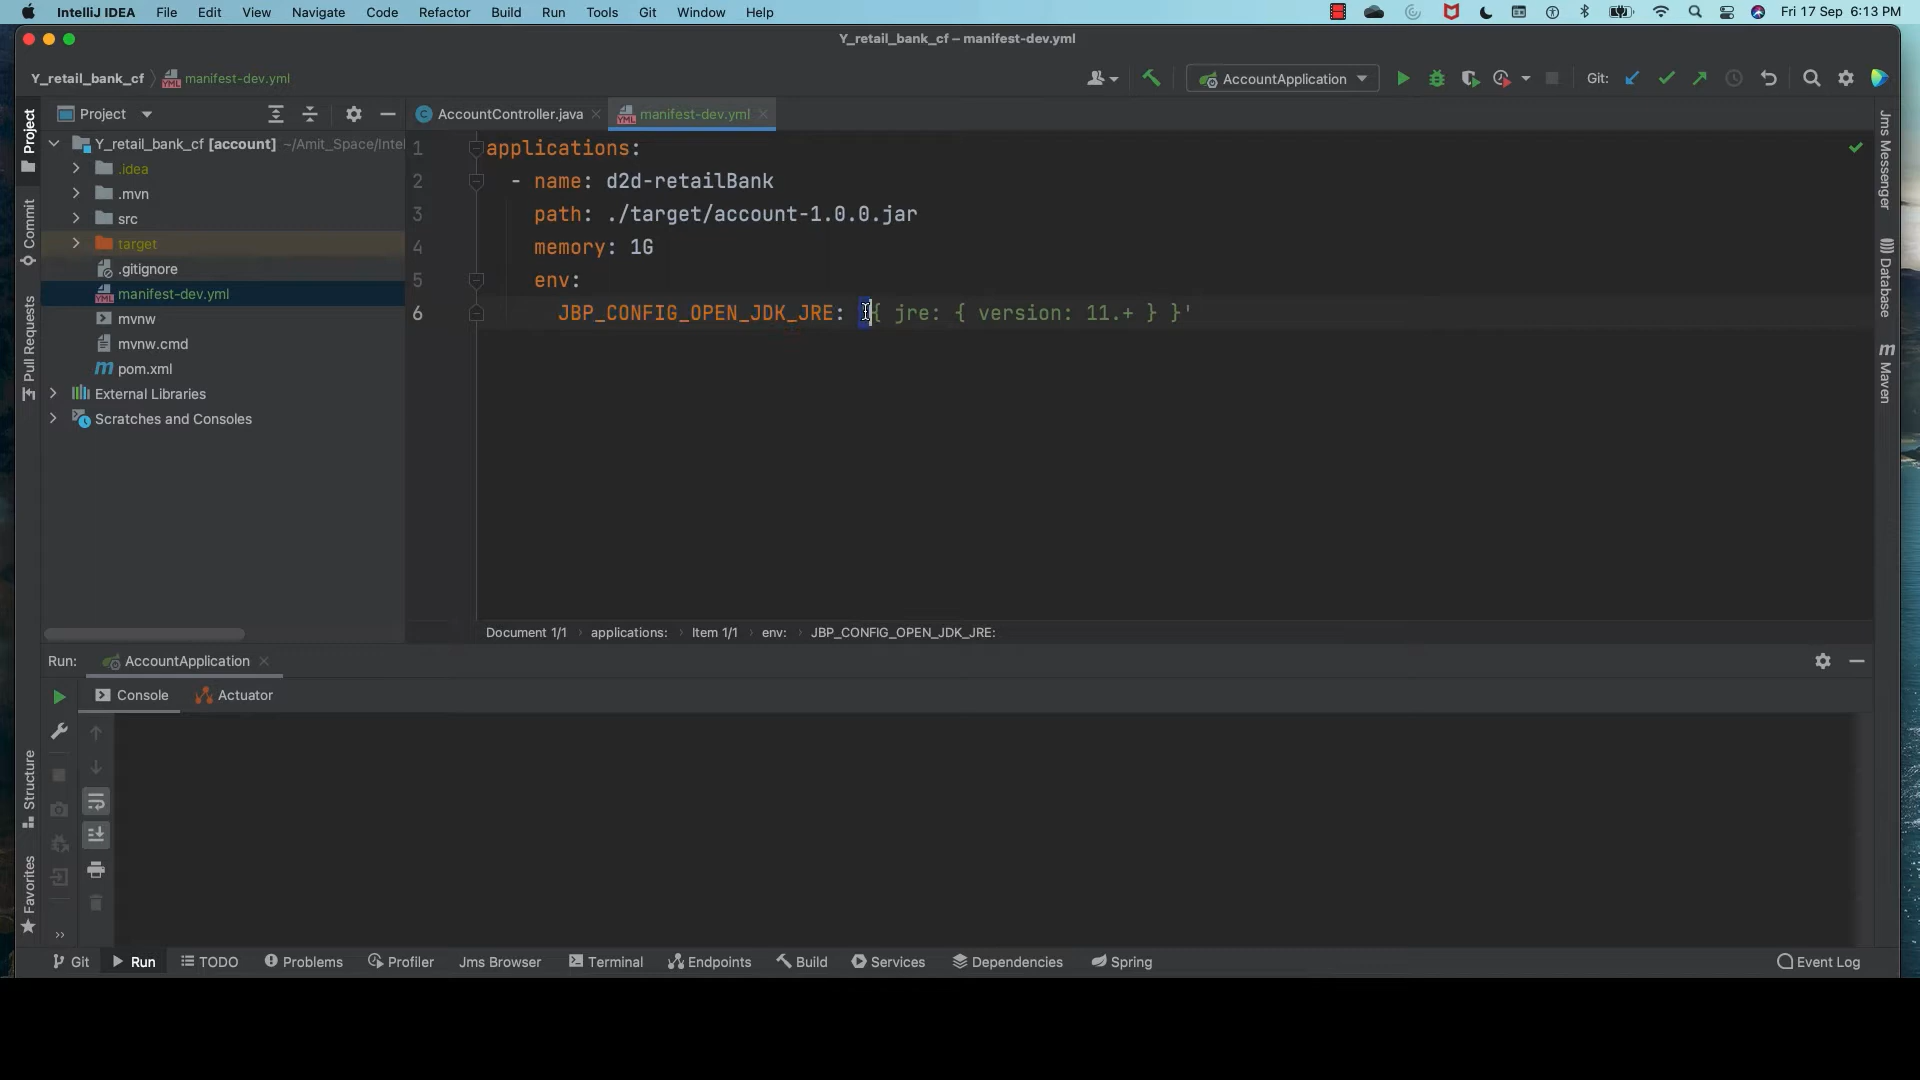 IntelliJ IDEA File Edit View Navigate Code Refactor Build Run Tools Git Window Help Fri 17 Sep 6:13 PM
Y_retail_bank_cf – manifest-dev.yml
Y_retail_bank_cf manifest-dev.yml AccountApplication Git:
Project AccountController.java manifest-dev.yml
Y_retail_bank_cf [account] ~/Amit_Space/Intel
.idea
.mvn
src
target
.gitignore
manifest-dev.yml
mvnw
mvnw.cmd
pom.xml
External Libraries
Scratches and Consoles
1 applications:
2 - name: d2d-retailBank
3 path: ./target/account-1.0.0.jar
4 memory: 1G
5 env:
6 JBP_CONFIG_OPEN_JDK_JRE: '{ jre: { version: 11.+ } }'
Document 1/1 applications: Item 1/1 env: JBP_CONFIG_OPEN_JDK_JRE:
Run: AccountApplication
Console Actuator
Project
Commit
Pull Requests
Structure
Favorites
Jms Messenger
Database
Maven
Git Run TODO Problems Profiler Jms Browser Terminal Endpoints Build Services Dependencies Spring Event Log